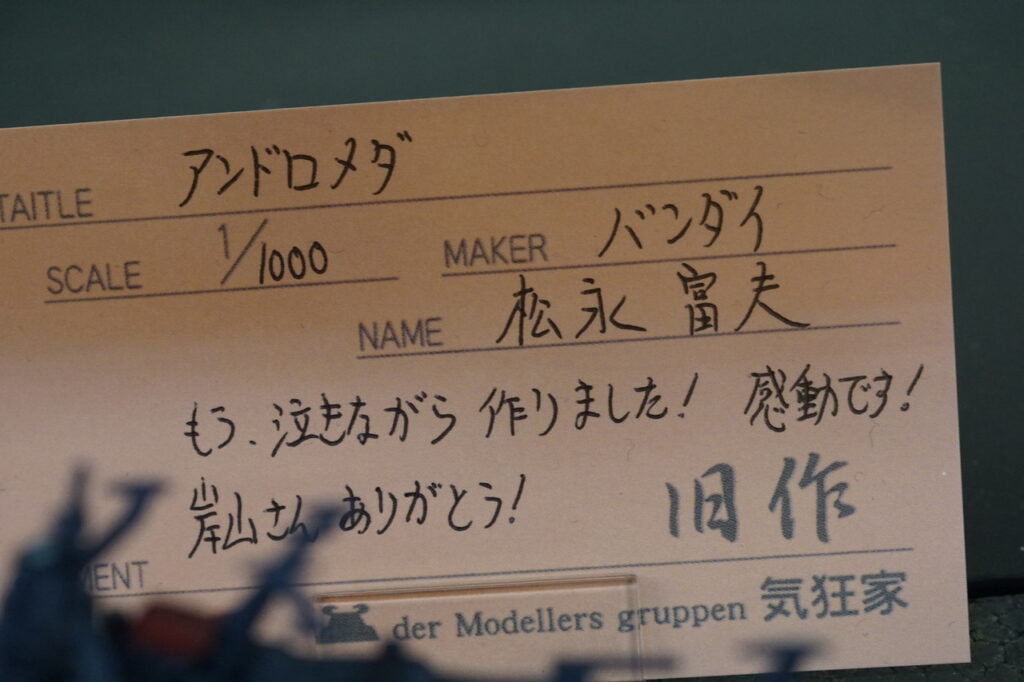 TAITLE アンドロメダ
SCALE 1/1000 MAKER バンダイ
NAME 松永 富夫
もう、泣きながら 作りました! 感動です!
岸山さん ありがとう!
旧作
MENT
der Modellers gruppen 気狂家